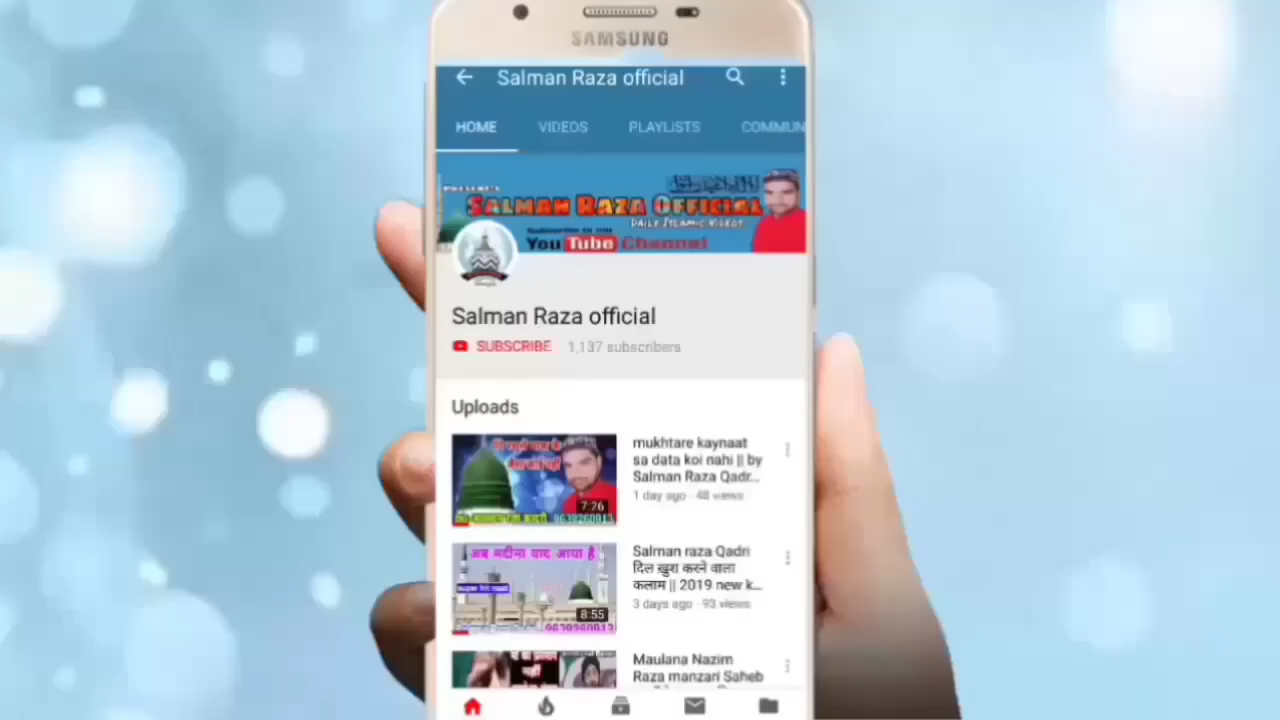 SAMSUNG
Salman Raza official
HOME VIDEOS PLAYLISTS COMMUN
SALMAN RAZA OFFICIAL
DAILY ISLAMIC VIDEOS
Subscribe to my
YouTube Channel
Salman Raza official
SUBSCRIBE 1,137 subscribers
Uploads
7:26
mukhtare kaynaat
sa data koi nahi || by
Salman Raza Qadr...
1 day ago · 48 views
अब मदीना याद आया है
8:55
Salman raza Qadri
दिल खुश करने वाला
कलाम || 2019 new k...
3 days ago · 93 views
Maulana Nazim
Raza manzari Saheb